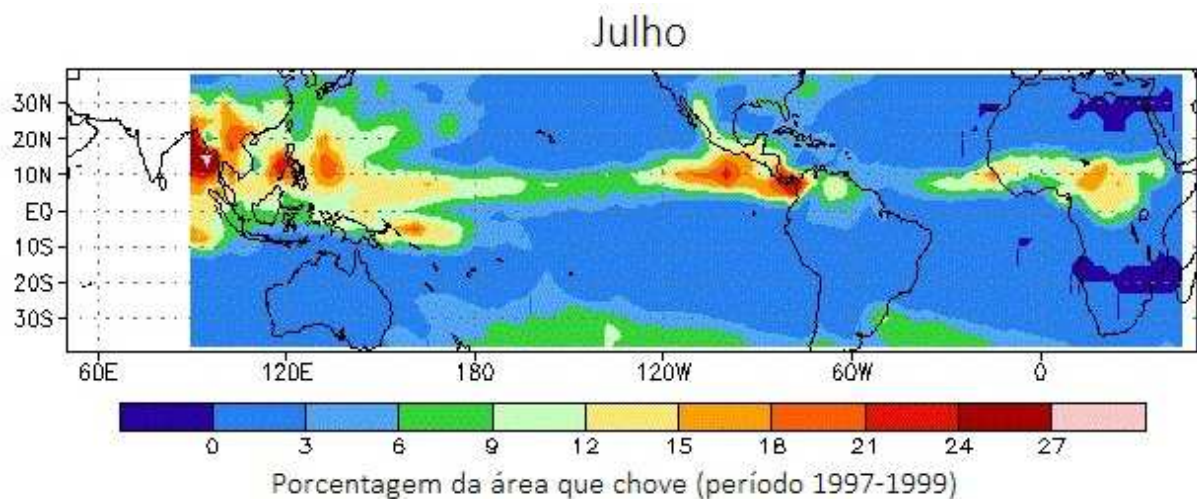 Julho
30N
20N
10N
EQ
10S
20S
30S
60E 120E 180 120W 60W 0
0 3 6 9 12 15 18 21 24 27
Porcentagem da área que chove (período 1997-1999)